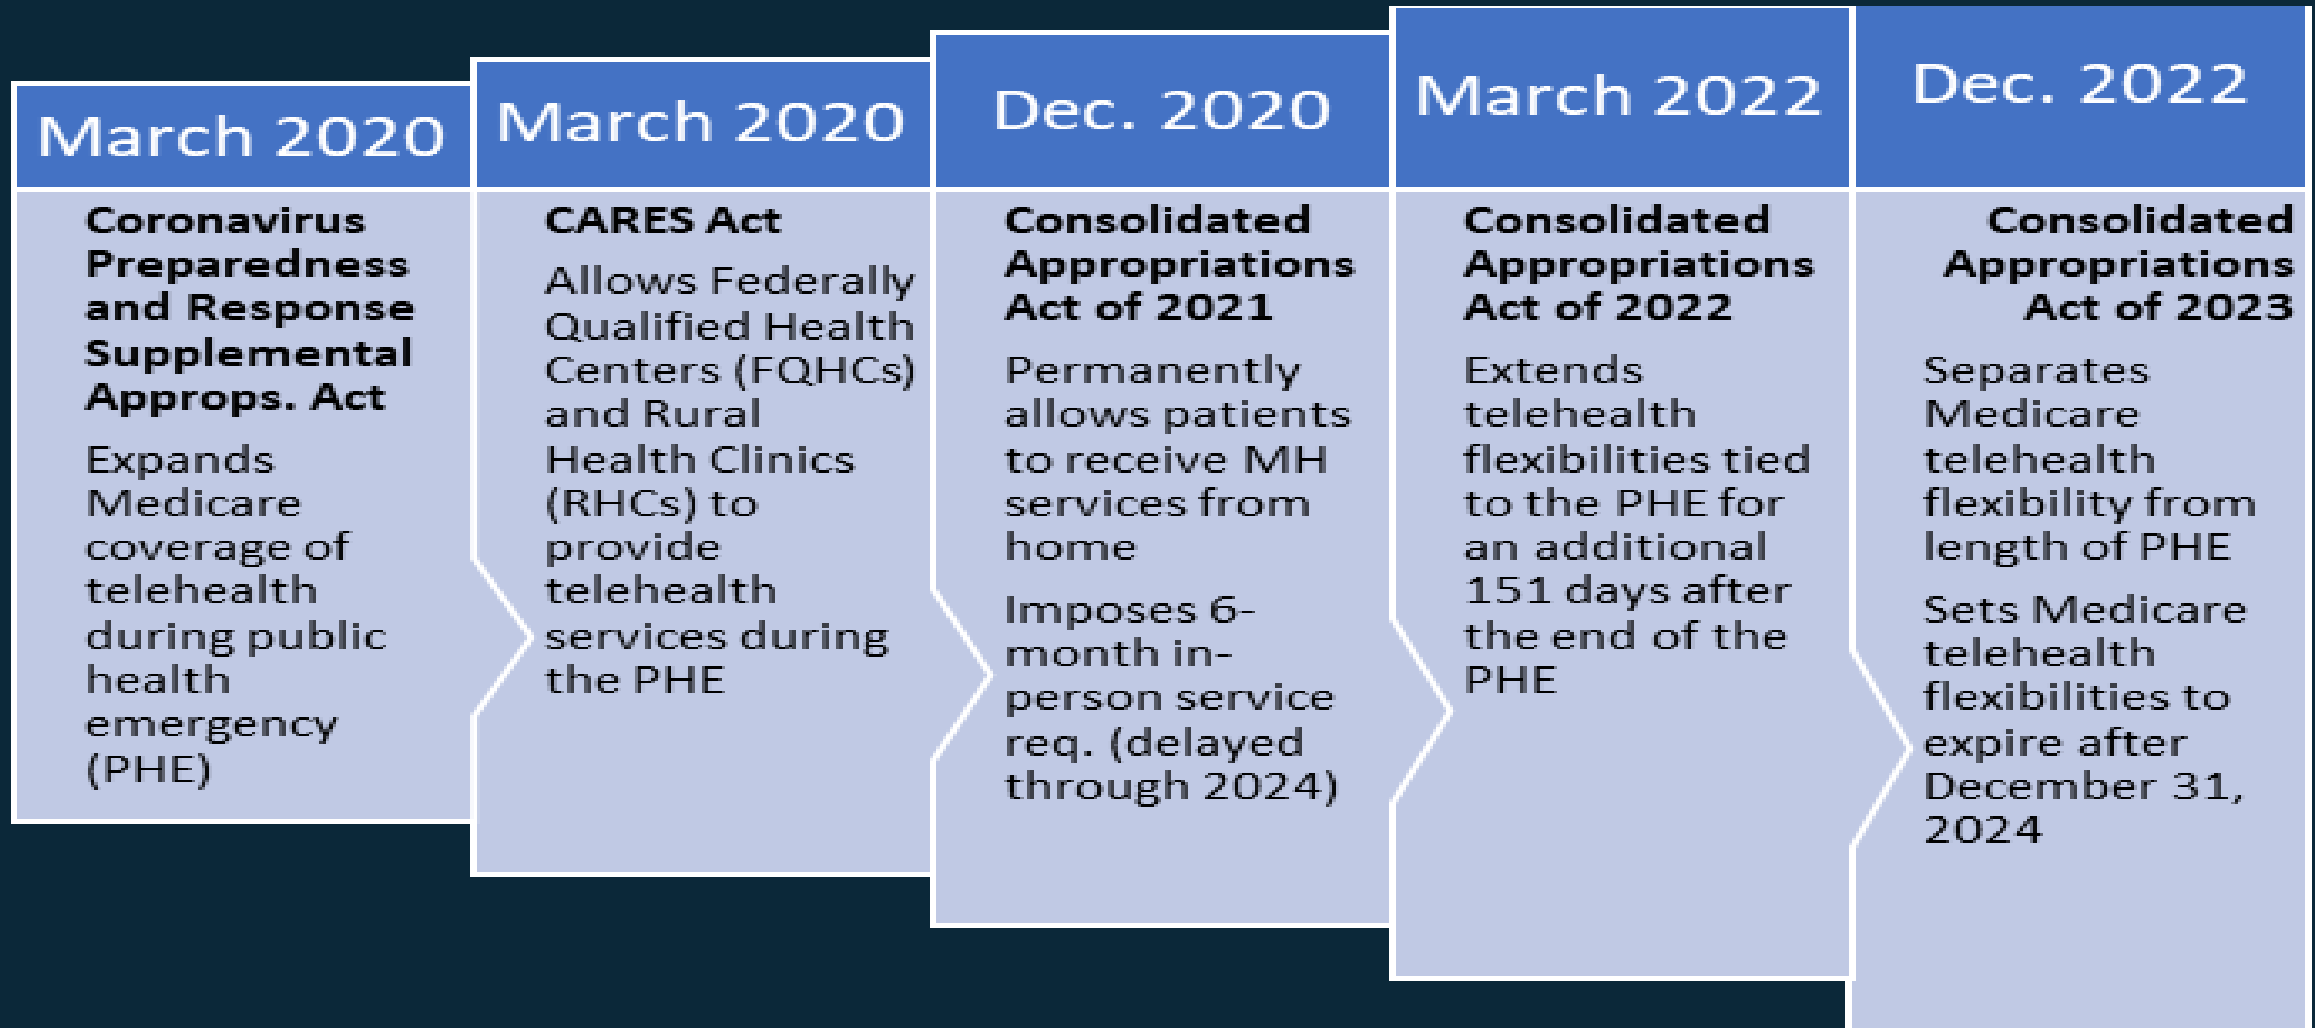 March 2020
Coronavirus
Preparedness
and Response
Supplemental
Approps. Act
Expands
Medicare
coverage of
telehealth
during public
health
emergency
(PHE)
March 2020
CARES Act
Allows Federally
Qualified Health
Centers (FQHCs)
and Rural
Health Clinics
(RHCs) to
provide
telehealth
services during
the PHE
Dec. 2020
Consolidated
Appropriations
Act of 2021
Permanently
allows patients
to receive MH
services from
home
Imposes 6-
month in-
person service
req. (delayed
through 2024)
March 2022
Consolidated
Appropriations
Act of 2022
Extends
telehealth
flexibilities tied
to the PHE for
an additional
151 days after
the end of the
PHE
Dec. 2022
Consolidated
Appropriations
Act of 2023
Separates
Medicare
telehealth
flexibility from
length of PHE
Sets Medicare
telehealth
flexibilities to
expire after
December 31,
2024